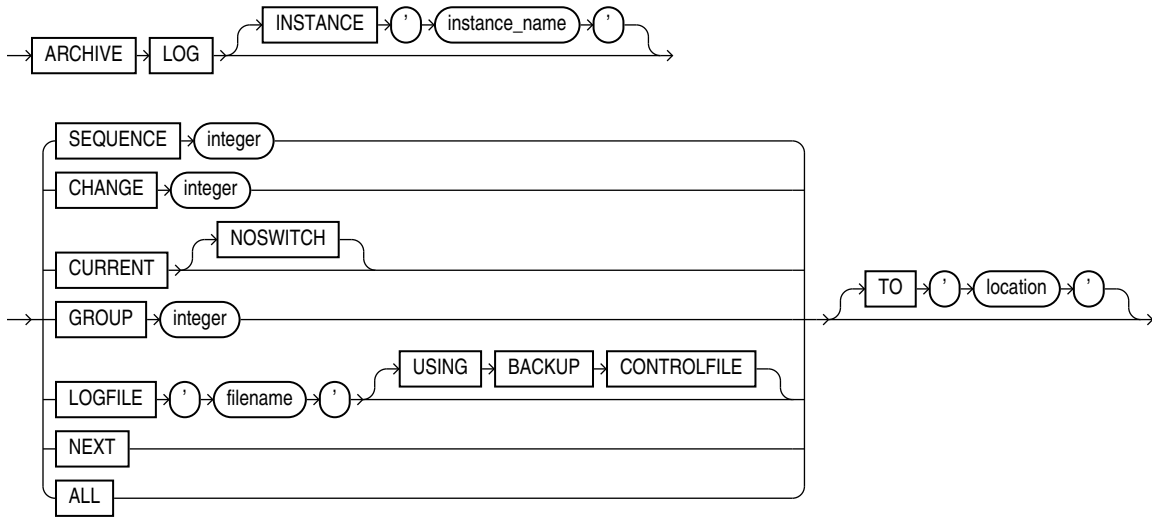 INSTANCE ' instance_name '
ARCHIVE LOG
SEQUENCE integer
CHANGE integer
NOSWITCH
CURRENT
TO ' location '
GROUP integer
USING BACKUP CONTROLFILE
LOGFILE ' filename '
NEXT
ALL